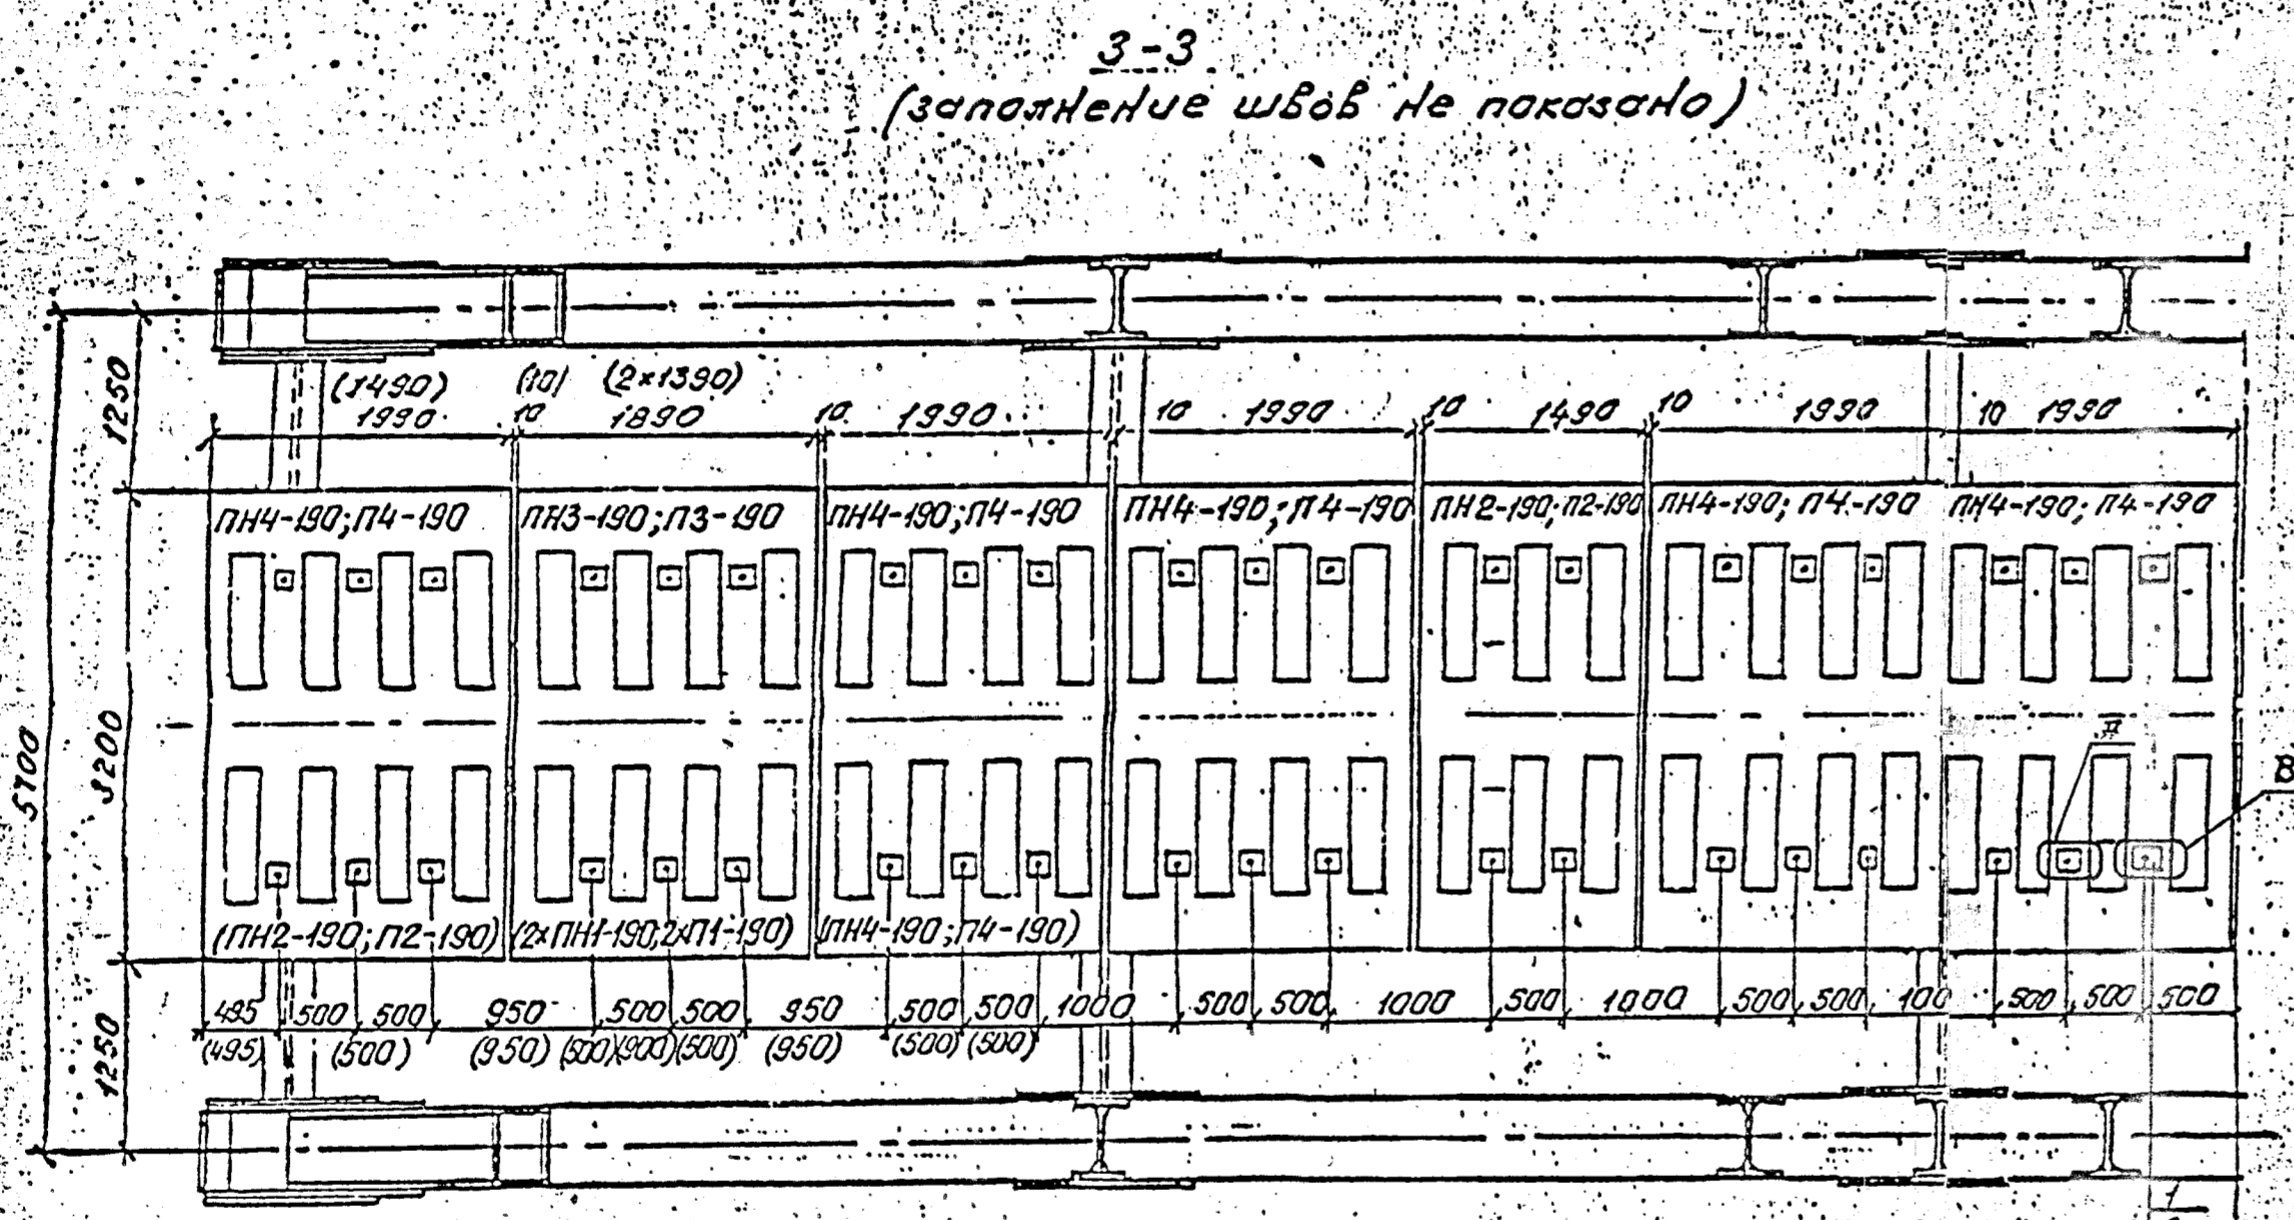 3-3
(заполнение швов не показано)
(1490) (10) (2×1390)
1990 10 1890 10 1990 10 1990 10 1490 10 1990 10 1990
1250
3200
5700
1250
ПН4-190; П4-190 ПН3-190; П3-190 ПН4-190; П4-190 ПН4-190; П4-190 ПН2-190; П2-190 ПН4-190; П4-190 ПН4-190; П4-190
II
В
(ПН2-190; П2-190) (2×ПН1-190; 2×П1-190) (ПН4-190; П4-190)
495 500 500 950 500 500 950 500 500 1000 500 500 1000 500 1000 500 500 100 500 500 500
(495) (500) (950) (500) (900) (500) (950) (500) (500)
1